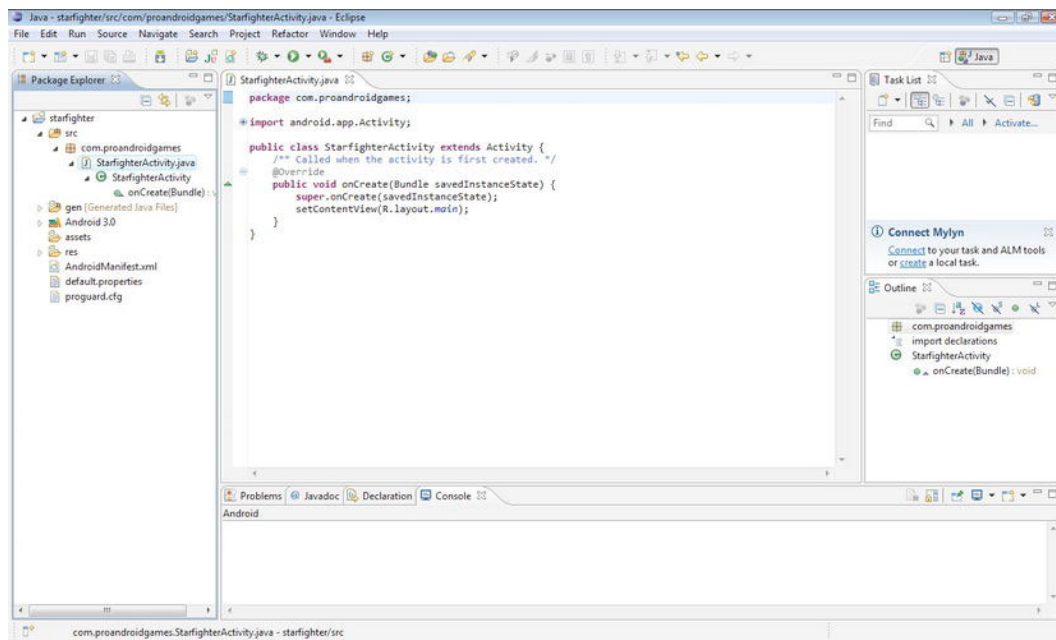 Java - starfighter/src/com/proandroidgames/StarfighterActivity.java - Eclipse
File Edit Run Source Navigate Search Project Refactor Window Help
Java
Package Explorer
starfighter
src
com.proandroidgames
StarfighterActivity.java
StarfighterActivity
onCreate(Bundle) : v
gen [Generated Java Files]
Android 3.0
assets
res
AndroidManifest.xml
default.properties
proguard.cfg
StarfighterActivity.java
package com.proandroidgames;
import android.app.Activity;
public class StarfighterActivity extends Activity {
/** Called when the activity is first created. */
@Override
public void onCreate(Bundle savedInstanceState) {
super.onCreate(savedInstanceState);
setContentView(R.layout.main);
}
}
Task List
Find All Activate...
Connect Mylyn
Connect to your task and ALM tools
or create a local task.
Outline
com.proandroidgames
import declarations
StarfighterActivity
onCreate(Bundle) : void
Problems Javadoc Declaration Console
Android
com.proandroidgames.StarfighterActivity.java - starfighter/src